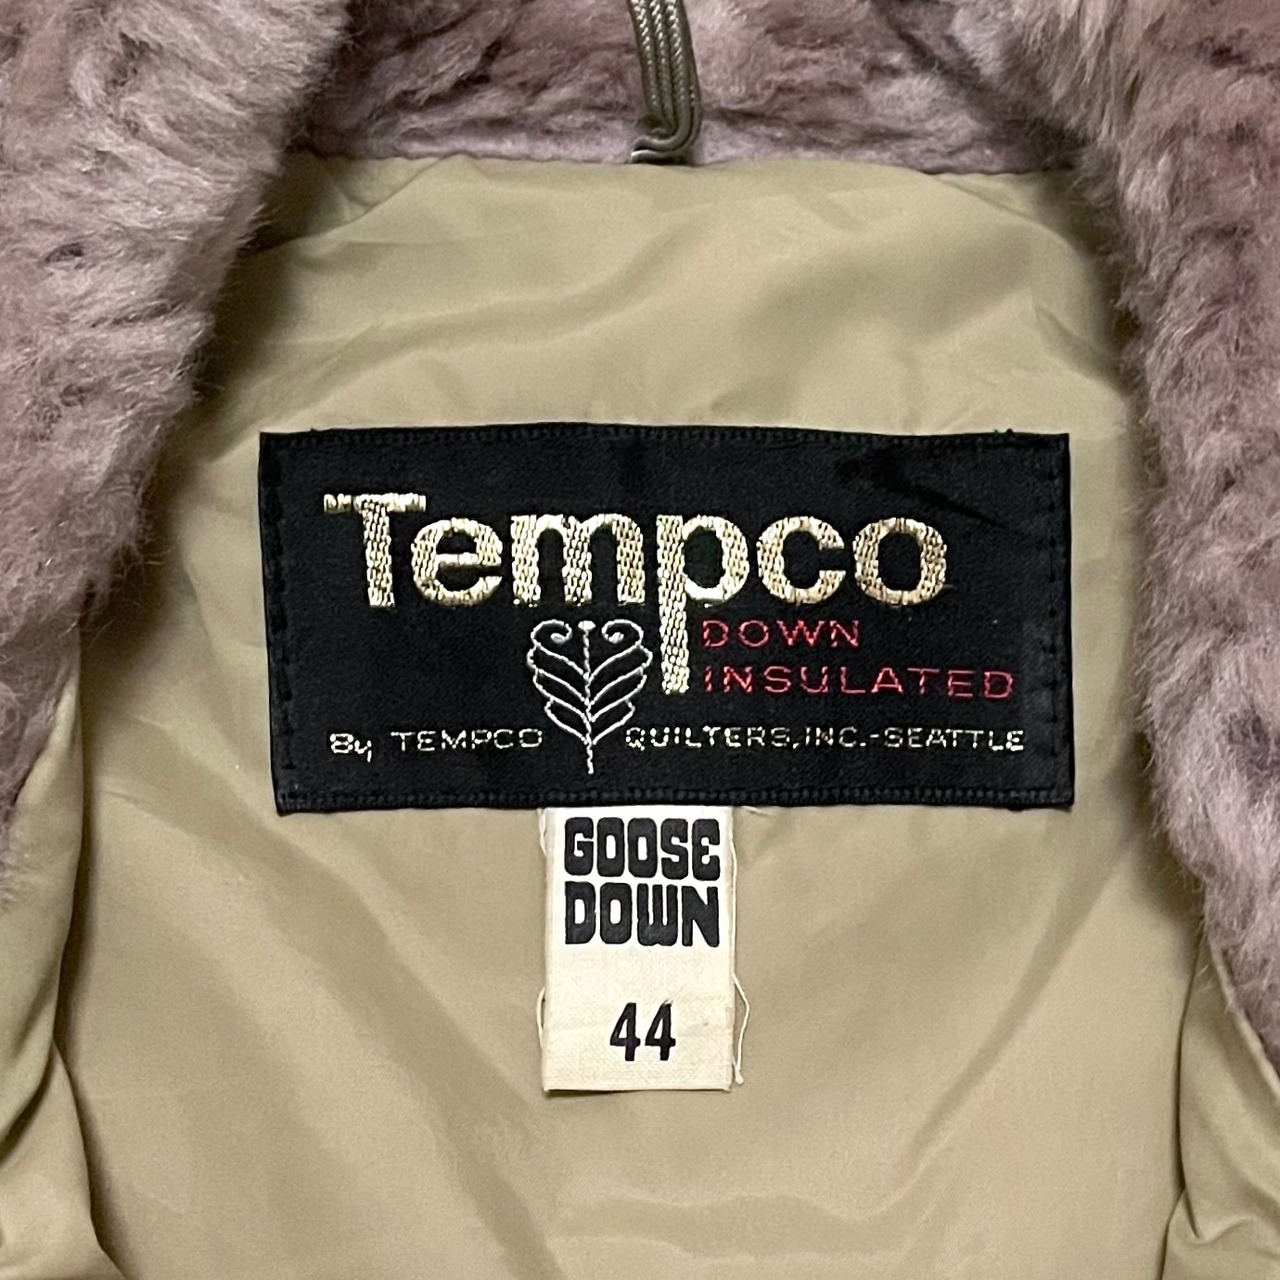 Tempco
DOWN
INSULATED
By TEMPCO QUILTERS, INC.-SEATTLE
GOOSE
DOWN
44